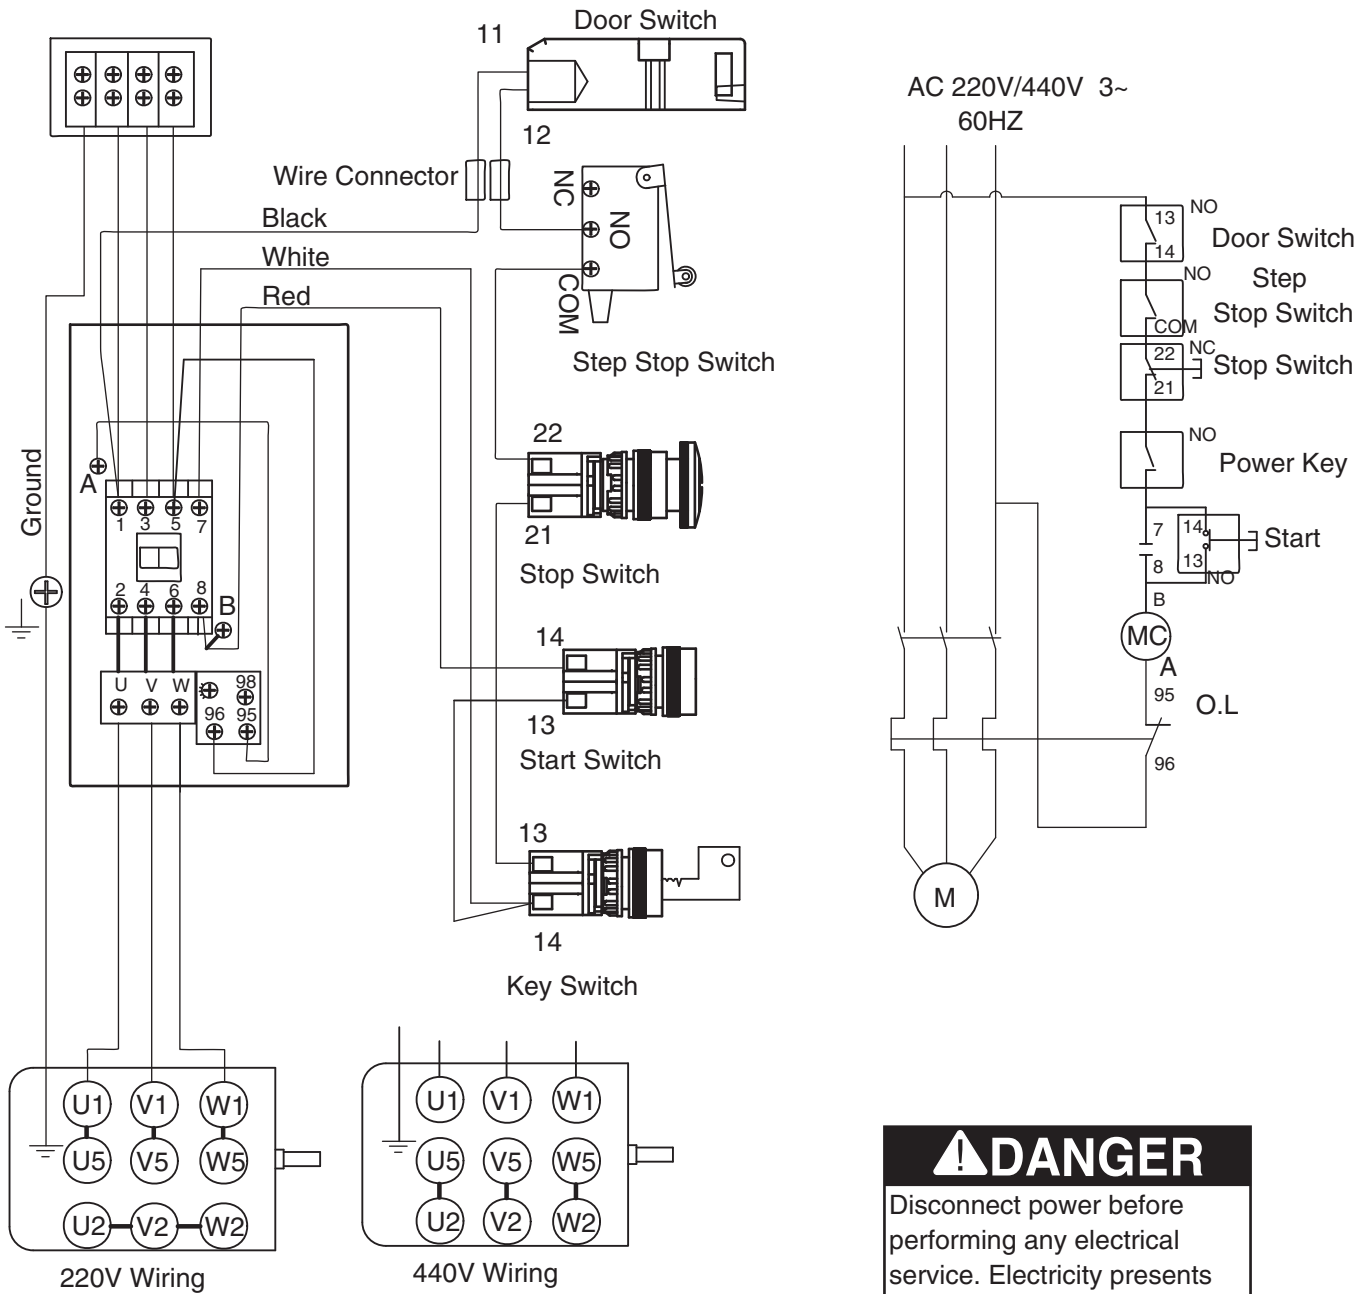 Door Switch
11
12
Wire Connector
Black
White
Red
NC
NO
COM
Step Stop Switch
Ground
A
1 3 5 7
2 4 6 8
B
U V W
98
96 95
22
21
Stop Switch
14
13
Start Switch
13
14
Key Switch
U1 V1 W1
U5 V5 W5
U2 V2 W2
220V Wiring
U1 V1 W1
U5 V5 W5
U2 V2 W2
440V Wiring
AC 220V/440V 3~
60HZ
NO
13
14
Door Switch
NO
COM
Step
Stop Switch
22
NC
21
Stop Switch
NO
Power Key
7
8
14
13
NO
Start
B
MC
A
95
O.L
96
M
DANGER
Disconnect power before
performing any electrical
service. Electricity presents